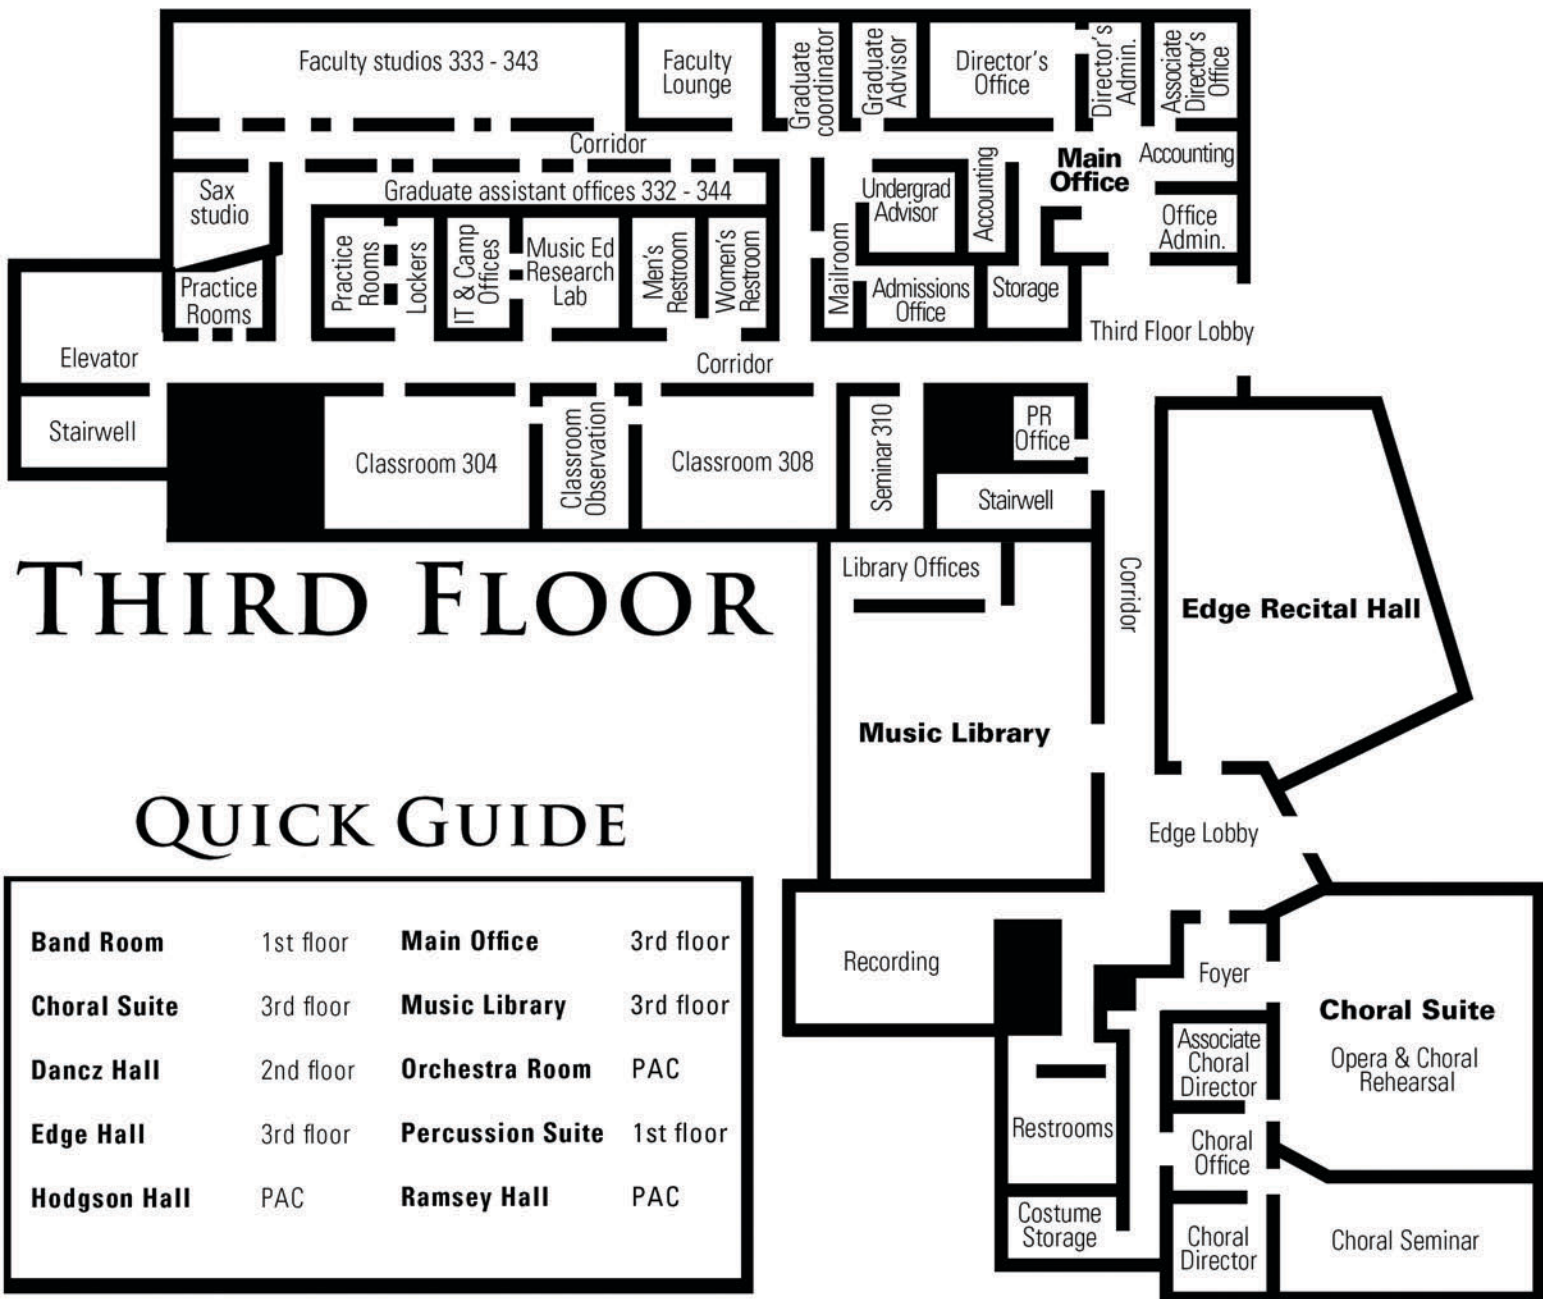 Faculty studios 333 - 343
Faculty
Lounge
Graduate
coordinator
Graduate
Advisor
Director's
Office
Director's
Admin.
Associate
Director's
Office
Corridor
Main
Office
Accounting
Sax
studio
Graduate assistant offices 332 - 344
Undergrad
Advisor
Accounting
Office
Admin.
Practice
Rooms
Practice
Rooms
Lockers
IT & Camp
Offices
Music Ed
Research
Lab
Men's
Restroom
Women's
Restroom
Mailroom
Admissions
Office
Storage
Third Floor Lobby
Elevator
Corridor
Stairwell
Classroom 304
Classroom
Observation
Classroom 308
Seminar 310
PR
Office
Stairwell
THIRD FLOOR
Library Offices
Corridor
Edge Recital Hall
Music Library
Edge Lobby
QUICK GUIDE
Band Room 1st floor Main Office 3rd floor
Choral Suite 3rd floor Music Library 3rd floor
Dancz Hall 2nd floor Orchestra Room PAC
Edge Hall 3rd floor Percussion Suite 1st floor
Hodgson Hall PAC Ramsey Hall PAC
Recording
Foyer
Choral Suite
Opera & Choral
Rehearsal
Associate
Choral
Director
Restrooms
Choral
Office
Costume
Storage
Choral
Director
Choral Seminar